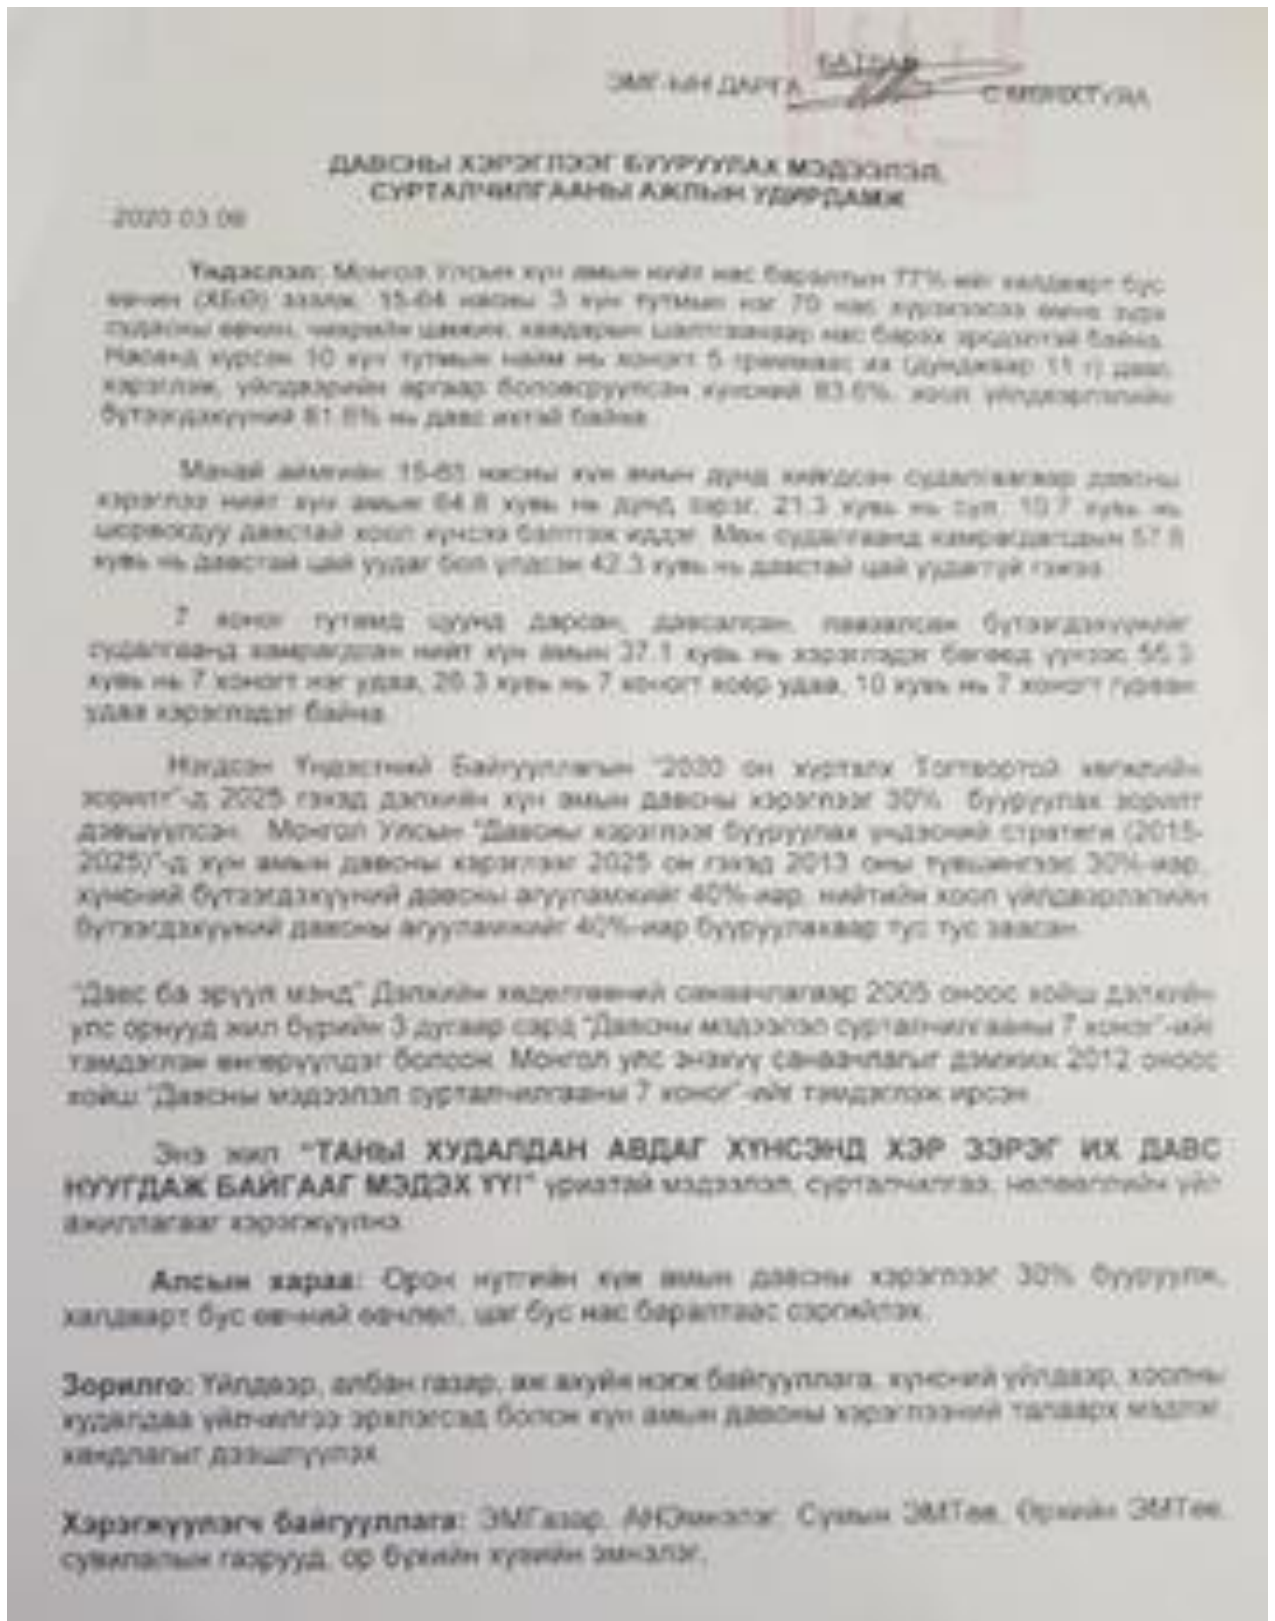 БАТЛАВ
ЭМГ-ЫН ДАРГА С.МӨНХТУЯА
ДАВСНЫ ХЭРЭГЛЭЭГ БУУРУУЛАХ МЭДЭЭЛЭЛ,
СУРТАЛЧИЛГААНЫ АЖЛЫН УДИРДАМЖ
2020.03.06
Үндэслэл: Монгол Улсын хүн амын нийт нас баралтын 77%-ийг халдварт бус
өвчин (ХБӨ) эзэлж, 15-64 насны 3 хүн тутмын нэг 70 нас хүрэхээсээ өмнө зүрх
судасны өвчин, чихрийн шижин, хавдрын шалтгаанаар нас барах эрсдэлтэй байна.
Насанд хүрсэн 10 хүн тутмын найм нь хоногт 5 граммаас их (дунджаар 11 г) давс
хэрэглэж, үйлдвэрийн аргаар боловсруулсан хүнсний 83.6%, хоол үйлдвэрлэлийн
бүтээгдэхүүний 81.6% нь давс ихтэй байна.
Манай аймгийн 15-65 насны хүн амын дунд хийгдсэн судалгаагаар давсны
хэрэглээ нийт хүн амын 64.8 хувь нь дунд зэрэг, 21.3 хувь нь сул, 10.7 хувь нь
шорвогдуу давстай хоол хүнсээ бэлтгэж иддэг. Мөн судалгаанд хамрагдагсдын 57.8
хувь нь давстай цай уудаг бол үлдсэн 42.3 хувь нь давстай цай уудаггүй гэжээ.
7 хоног тутамд цуунд дарсан, давсалсан, лаазалсан бүтээгдэхүүнийг
судалгаанд хамрагдсан нийт хүн амын 37.1 хувь нь хэрэглэдэг бөгөөд үүнээс 55.3
хувь нь 7 хоногт нэг удаа, 26.3 хувь нь 7 хоногт хоёр удаа, 10 хувь нь 7 хоногт гурван
удаа хэрэглэдэг байна.
Нэгдсэн Үндэстний Байгууллагын "2030 он хүртэлх Тогтвортой хөгжлийн
зорилт"-д 2025 гэхэд дэлхийн хүн амын давсны хэрэглээг 30% бууруулах зорилт
дэвшүүлсэн. Монгол Улсын "Давсны хэрэглээг бууруулах үндэсний стратеги (2015-
2025)"-д хүн амын давсны хэрэглээг 2025 он гэхэд 2013 оны түвшингээс 30%-иар,
хүнсний бүтээгдэхүүний давсны агууламжийг 40%-иар, нийтийн хоол үйлдвэрлэлийн
бүтээгдэхүүний давсны агууламжийг 40%-иар бууруулахаар тус тус заасан.
"Давс ба эрүүл мэнд" Дэлхийн хөдөлгөөний санаачлагаар 2005 оноос хойш дэлхийн
улс орнууд жил бүрийн 3 дугаар сард "Давсны мэдээлэл сурталчилгааны 7 хоног"-ийг
тэмдэглэн өнгөрүүлдэг болсон. Монгол улс энэхүү санаачлагыг дэмжиж 2012 оноос
хойш "Давсны мэдээлэл сурталчилгааны 7 хоног"-ийг тэмдэглэж ирсэн.
Энэ жил "ТАНЫ ХУДАЛДАН АВДАГ ХҮНСЭНД ХЭР ЗЭРЭГ ИХ ДАВС
НУУГДАЖ БАЙГААГ МЭДЭХ ҮҮ!" уриатай мэдээлэл, сурталчилгаа, нөлөөллийн үйл
ажиллагааг хэрэгжүүлнэ.
Алсын хараа: Орон нутгийн хүн амын давсны хэрэглээг 30% бууруулж,
халдварт бус өвчний өвчлөл, цаг бус нас баралтаас сэргийлэх.
Зорилго: Үйлдвэр, албан газар, аж ахуйн нэгж байгууллага, хүнсний үйлдвэр, хоолны
худалдаа үйлчилгээ эрхлэгсэд болон хүн амын давсны хэрэглээний талаарх мэдлэг,
хандлагыг дээшлүүлэх.
Хэрэгжүүлэгч байгууллага: ЭМГазар, АНЭмнэлэг, Сумын ЭМТөв, Өрхийн ЭМТөв,
сувилалын газрууд, ор бүхий хувийн эмнэлэг,